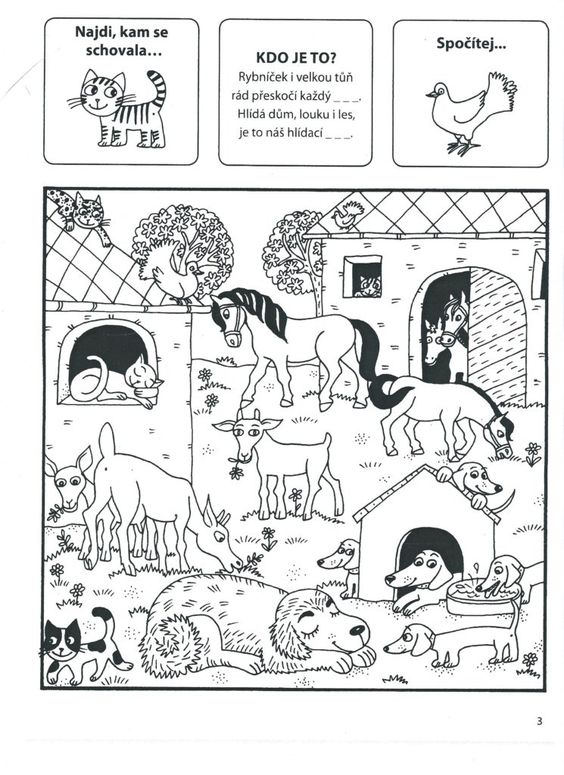 Najdi, kam se
schovala...
KDO JE TO?
Rybníček i velkou tůň
rád přeskočí každý _ _ _.
Hlídá dům, louku i les,
je to náš hlídací _ _ _.
Spočítej...
3